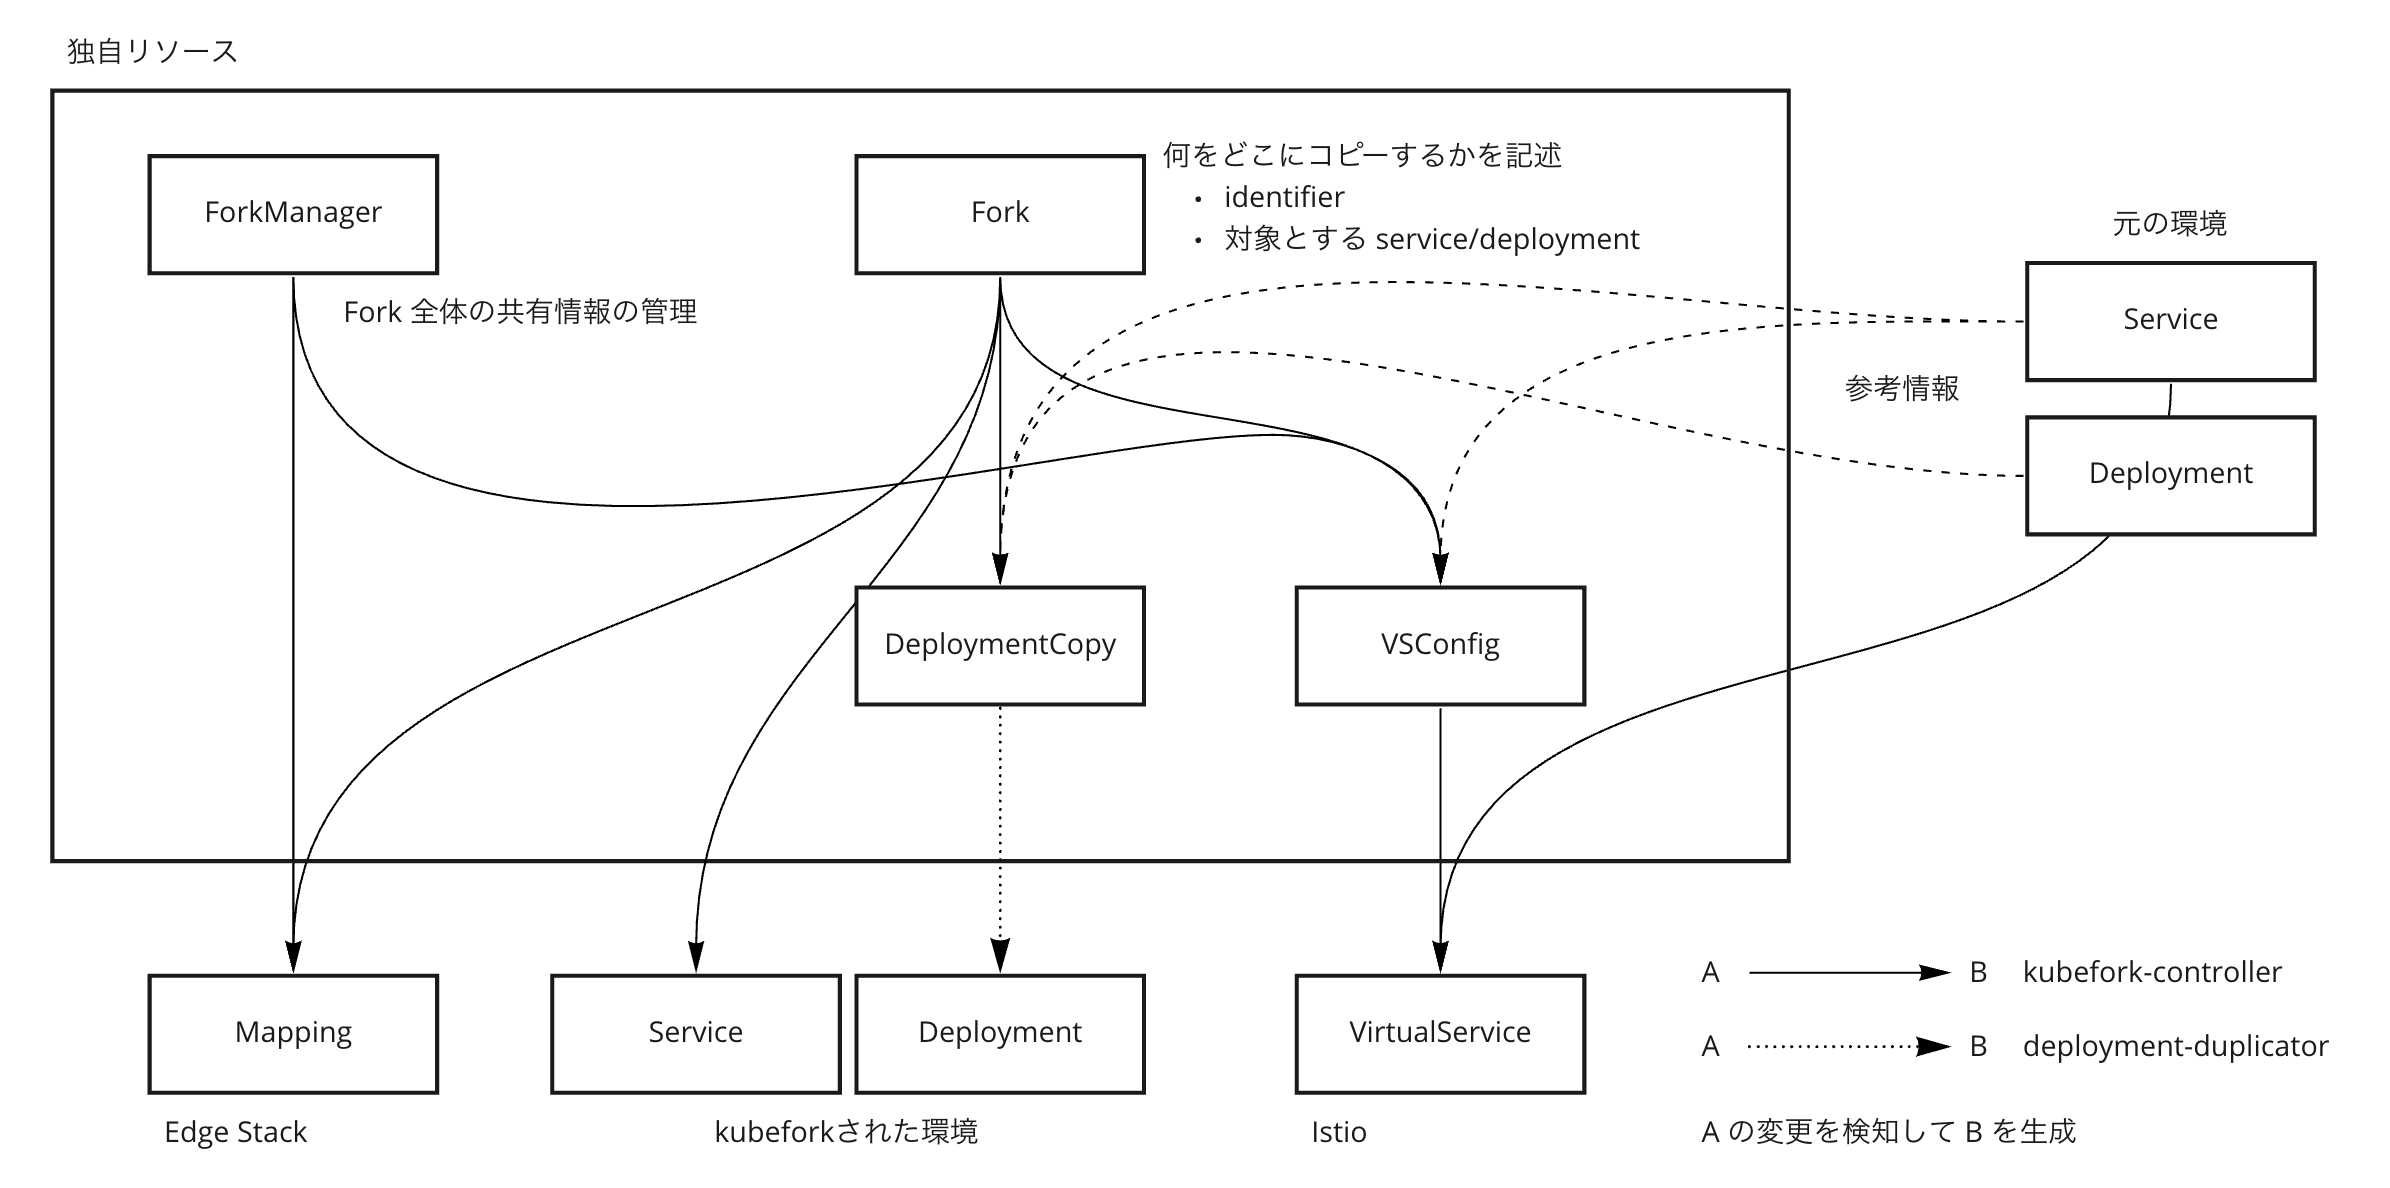 独自リソース
ForkManager
Fork 全体の共有情報の管理
Fork
何をどこにコピーするかを記述
• identifier
• 対象とする service/deployment
元の環境
Service
参考情報
Deployment
DeploymentCopy
VSConfig
Mapping
Edge Stack
Service
Deployment
kubeforkされた環境
VirtualService
Istio
A B kubefork-controller
A B deployment-duplicator
A の変更を検知して B を生成